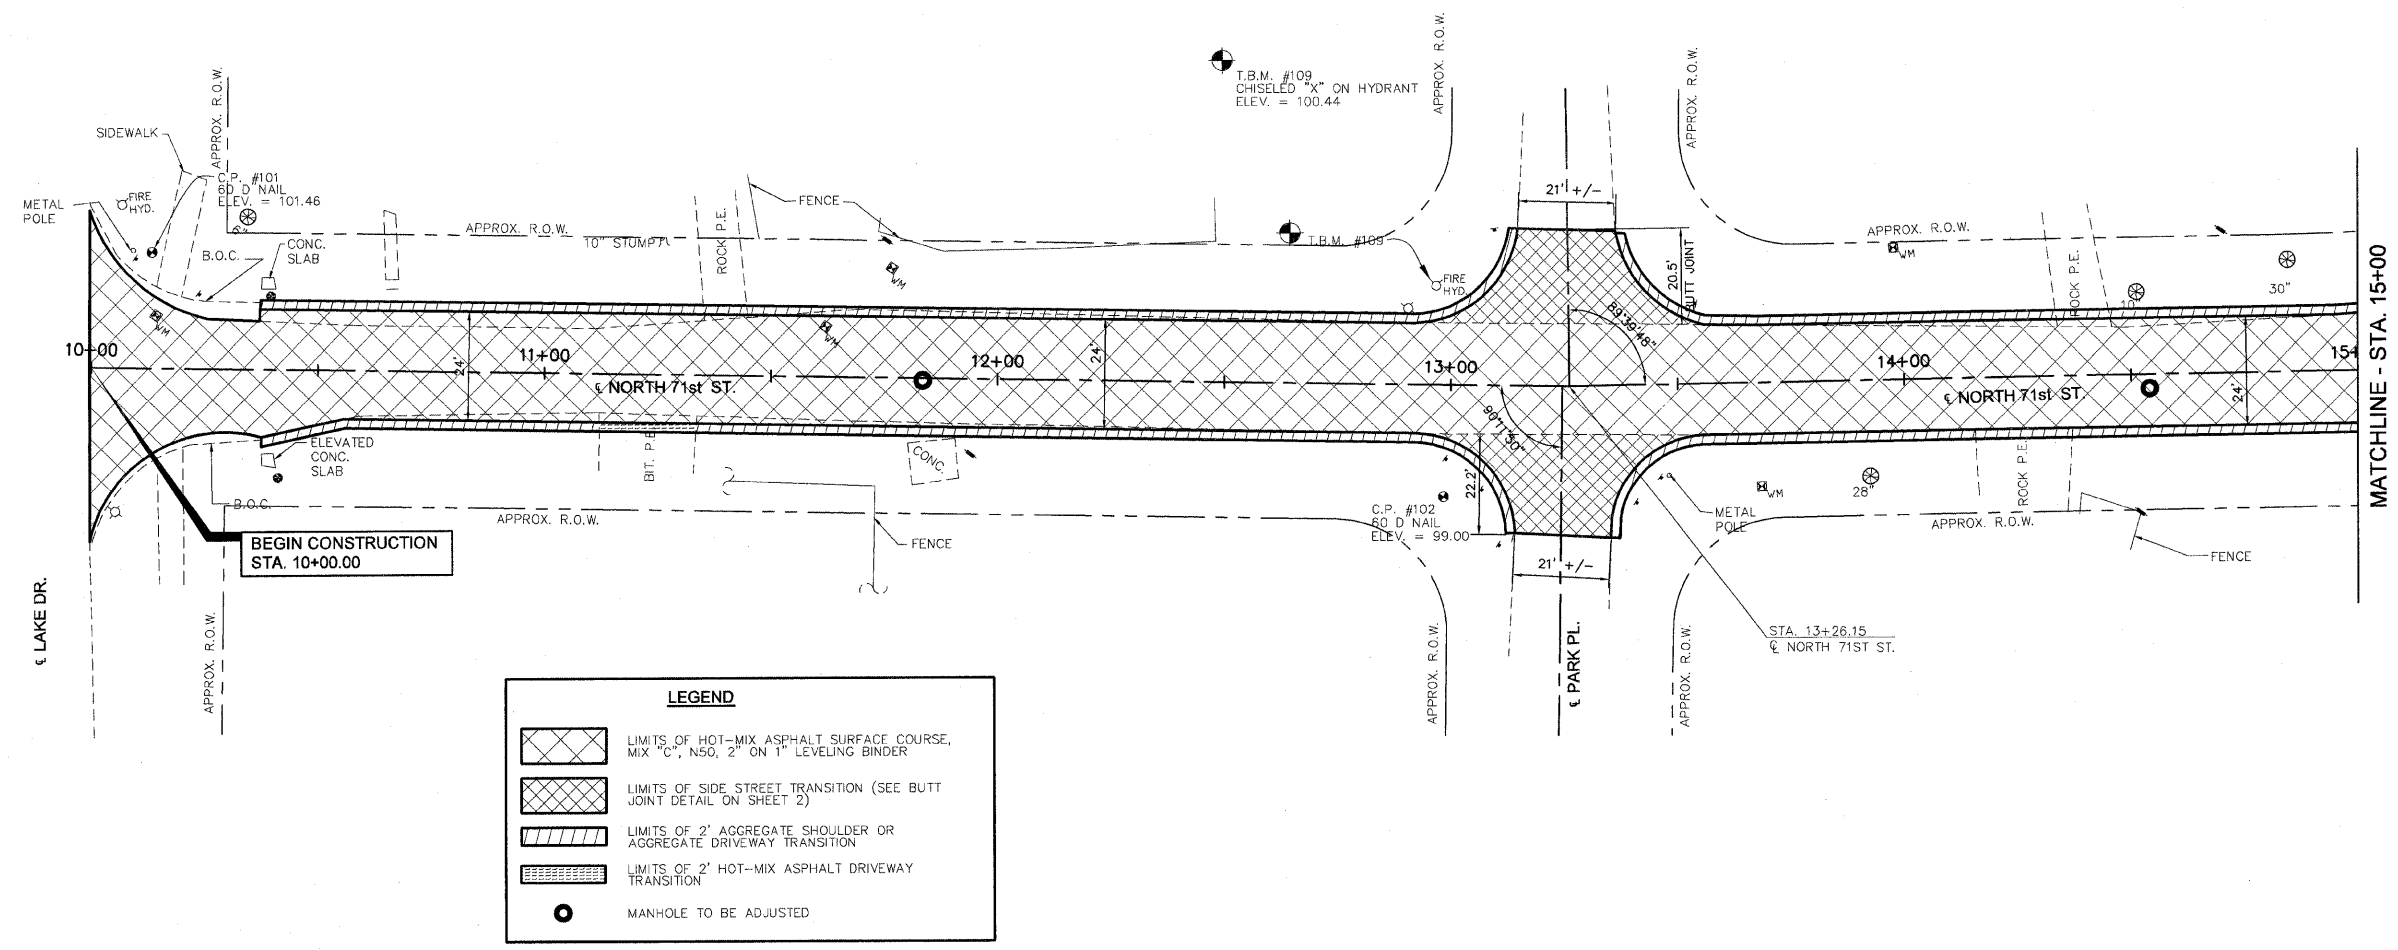 APPROX. R.O.W.
APPROX. R.O.W.
APPROX. R.O.W.
T.B.M. #109
CHISELED "X" ON HYDRANT
ELEV. = 100.44
SIDEWALK
C.P. #101
60 D NAIL
ELEV. = 101.46
METAL
POLE
FIRE
HYD.
6"
B.O.C.
CONC.
SLAB
APPROX. R.O.W.
10" STUMP
ROCK P.E.
FENCE
WM
T.B.M. #109
FIRE
HYD.
21' +/-
20.5'
BUTT JOINT
APPROX. R.O.W.
WM
ROCK P.E.
10"
30"
MATCHLINE - STA. 15+00
WM
WM
10+00
11+00
12+00
13+00
14+00
15+
24'
24'
24'
℄ NORTH 71st ST.
℄ NORTH 71st ST.
89°39'48"
90°11'50"
ELEVATED
CONC.
SLAB
B.O.C.
BIT. P.E.
CONC.
22.2'
C.P. #102
60 D NAIL
ELEV. = 99.00
METAL
POLE
WM
28"
ROCK P.E.
APPROX. R.O.W.
APPROX. R.O.W.
FENCE
FENCE
BEGIN CONSTRUCTION
STA. 10+00.00
21' +/-
℄ LAKE DR.
APPROX. R.O.W.
APPROX. R.O.W.
℄ PARK PL.
APPROX. R.O.W.
STA. 13+26.15
℄ NORTH 71ST ST.
LEGEND
LIMITS OF HOT-MIX ASPHALT SURFACE COURSE,
MIX "C", N50, 2" ON 1" LEVELING BINDER
LIMITS OF SIDE STREET TRANSITION (SEE BUTT
JOINT DETAIL ON SHEET 2)
LIMITS OF 2' AGGREGATE SHOULDER OR
AGGREGATE DRIVEWAY TRANSITION
LIMITS OF 2' HOT-MIX ASPHALT DRIVEWAY
TRANSITION
MANHOLE TO BE ADJUSTED